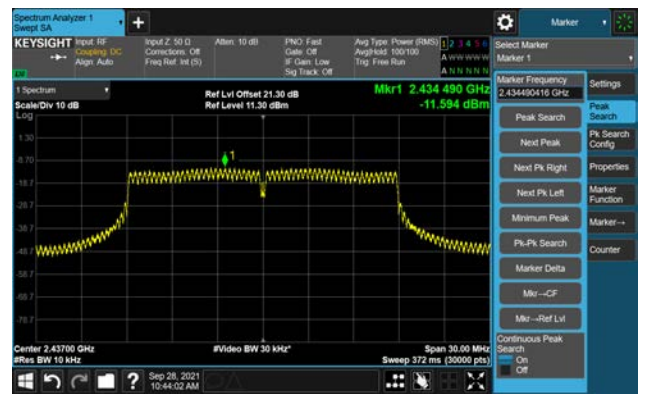 Spectrum Analyzer 1
Swept SA
Marker
KEYSIGHT
Input: RF
Coupling: DC
Align: Auto
Input Z: 50 Ω
Corrections: Off
Freq Ref: Int (S)
Atten: 10 dB
PNO: Fast
Gate: Off
IF Gain: Low
Sig Track: Off
Avg Type: Power (RMS)
Avg|Hold: 100/100
Trig: Free Run
1 2 3 4 5 6
A W W W W W
A N N N N N
Select Marker
Marker 1
1 Spectrum
Scale/Div 10 dB
Log
Ref Lvl Offset 21.30 dB
Ref Level 11.30 dBm
Mkr1 2.434 490 GHz
-11.594 dBm
1.30
-8.70
-18.7
-28.7
-38.7
-48.7
-58.7
-68.7
-78.7
1
Center 2.43700 GHz
#Res BW 10 kHz
#Video BW 30 kHz*
Span 30.00 MHz
Sweep 372 ms (30000 pts)
Marker Frequency
2.434490416 GHz
Peak Search
Next Peak
Next Pk Right
Next Pk Left
Minimum Peak
Pk-Pk Search
Marker Delta
Mkr→CF
Mkr→Ref Lvl
Continuous Peak
Search
On
Off
Settings
Peak
Search
Pk Search
Config
Properties
Marker
Function
Marker→
Counter
Sep 28, 2021
10:44:02 AM